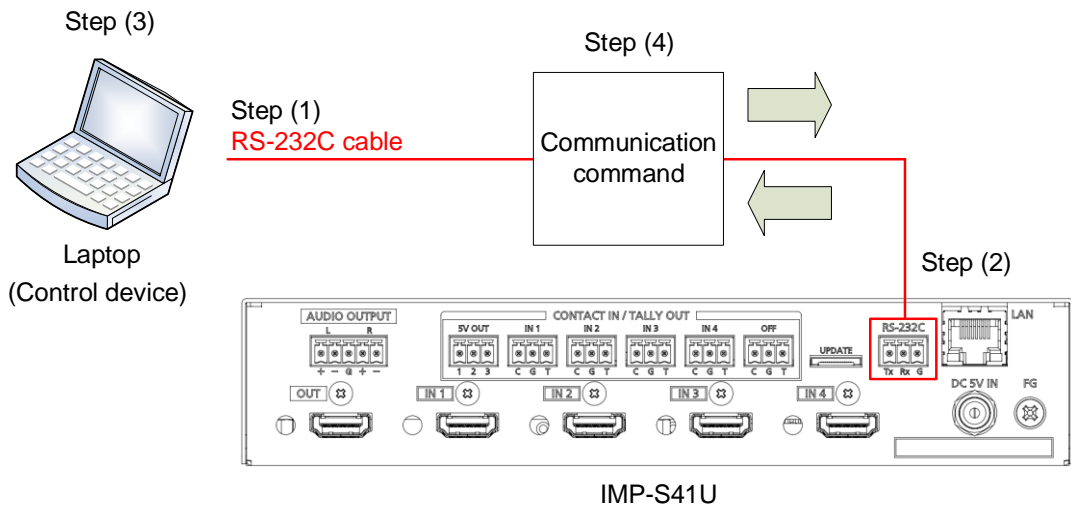 Step (3)
Step (4)
Step (1)
RS-232C cable
Communication
command
Laptop
(Control device)
Step (2)
AUDIO OUTPUT
L R
+ − G + −
CONTACT IN / TALLY OUT
5V OUT IN 1 IN 2 IN 3 IN 4 OFF
1 2 3 C G T C G T C G T C G T C G T
UPDATE
RS-232C
Tx Rx G
LAN
OUT IN 1 IN 2 IN 3 IN 4
DC 5V IN FG
IMP-S41U